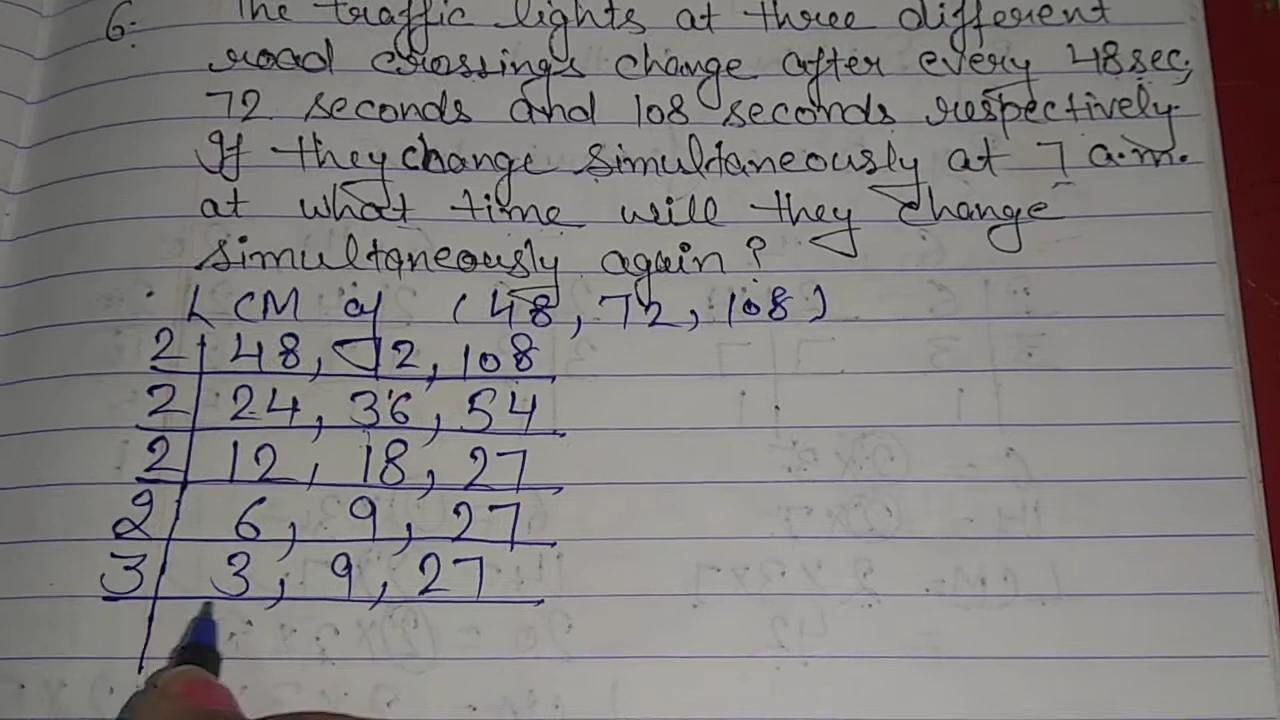 6. The traffic lights at three different
road crossings change after every 48 sec,
72 seconds and 108 seconds respectively.
If they change simultaneously at 7 a.m.
at what time will they change
simultaneously again?
LCM of (48, 72, 108)
2 | 48, 72, 108
2 | 24, 36, 54
2 | 12, 18, 27
2 | 6, 9, 27
3 | 3, 9, 27